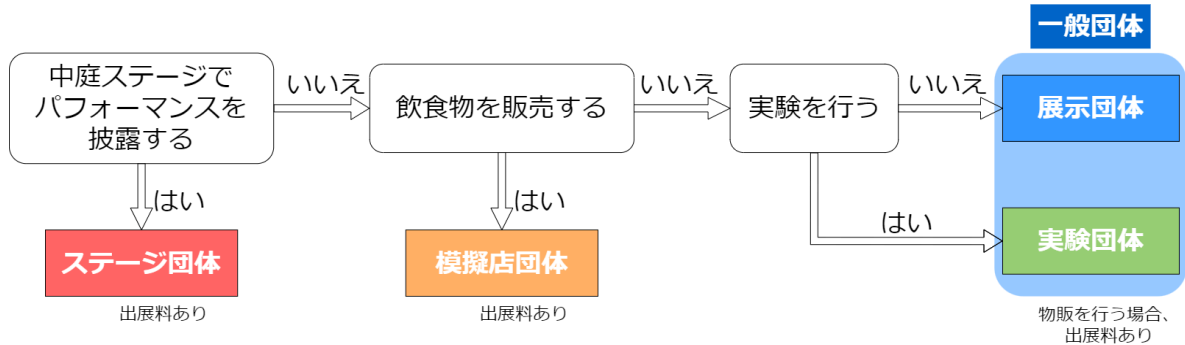 一般団体
中庭ステージで
パフォーマンスを
披露する
いいえ
飲食物を販売する
いいえ
実験を行う
いいえ
展示団体
はい
はい
はい
ステージ団体
模擬店団体
実験団体
出展料あり
出展料あり
物販を行う場合、
出展料あり